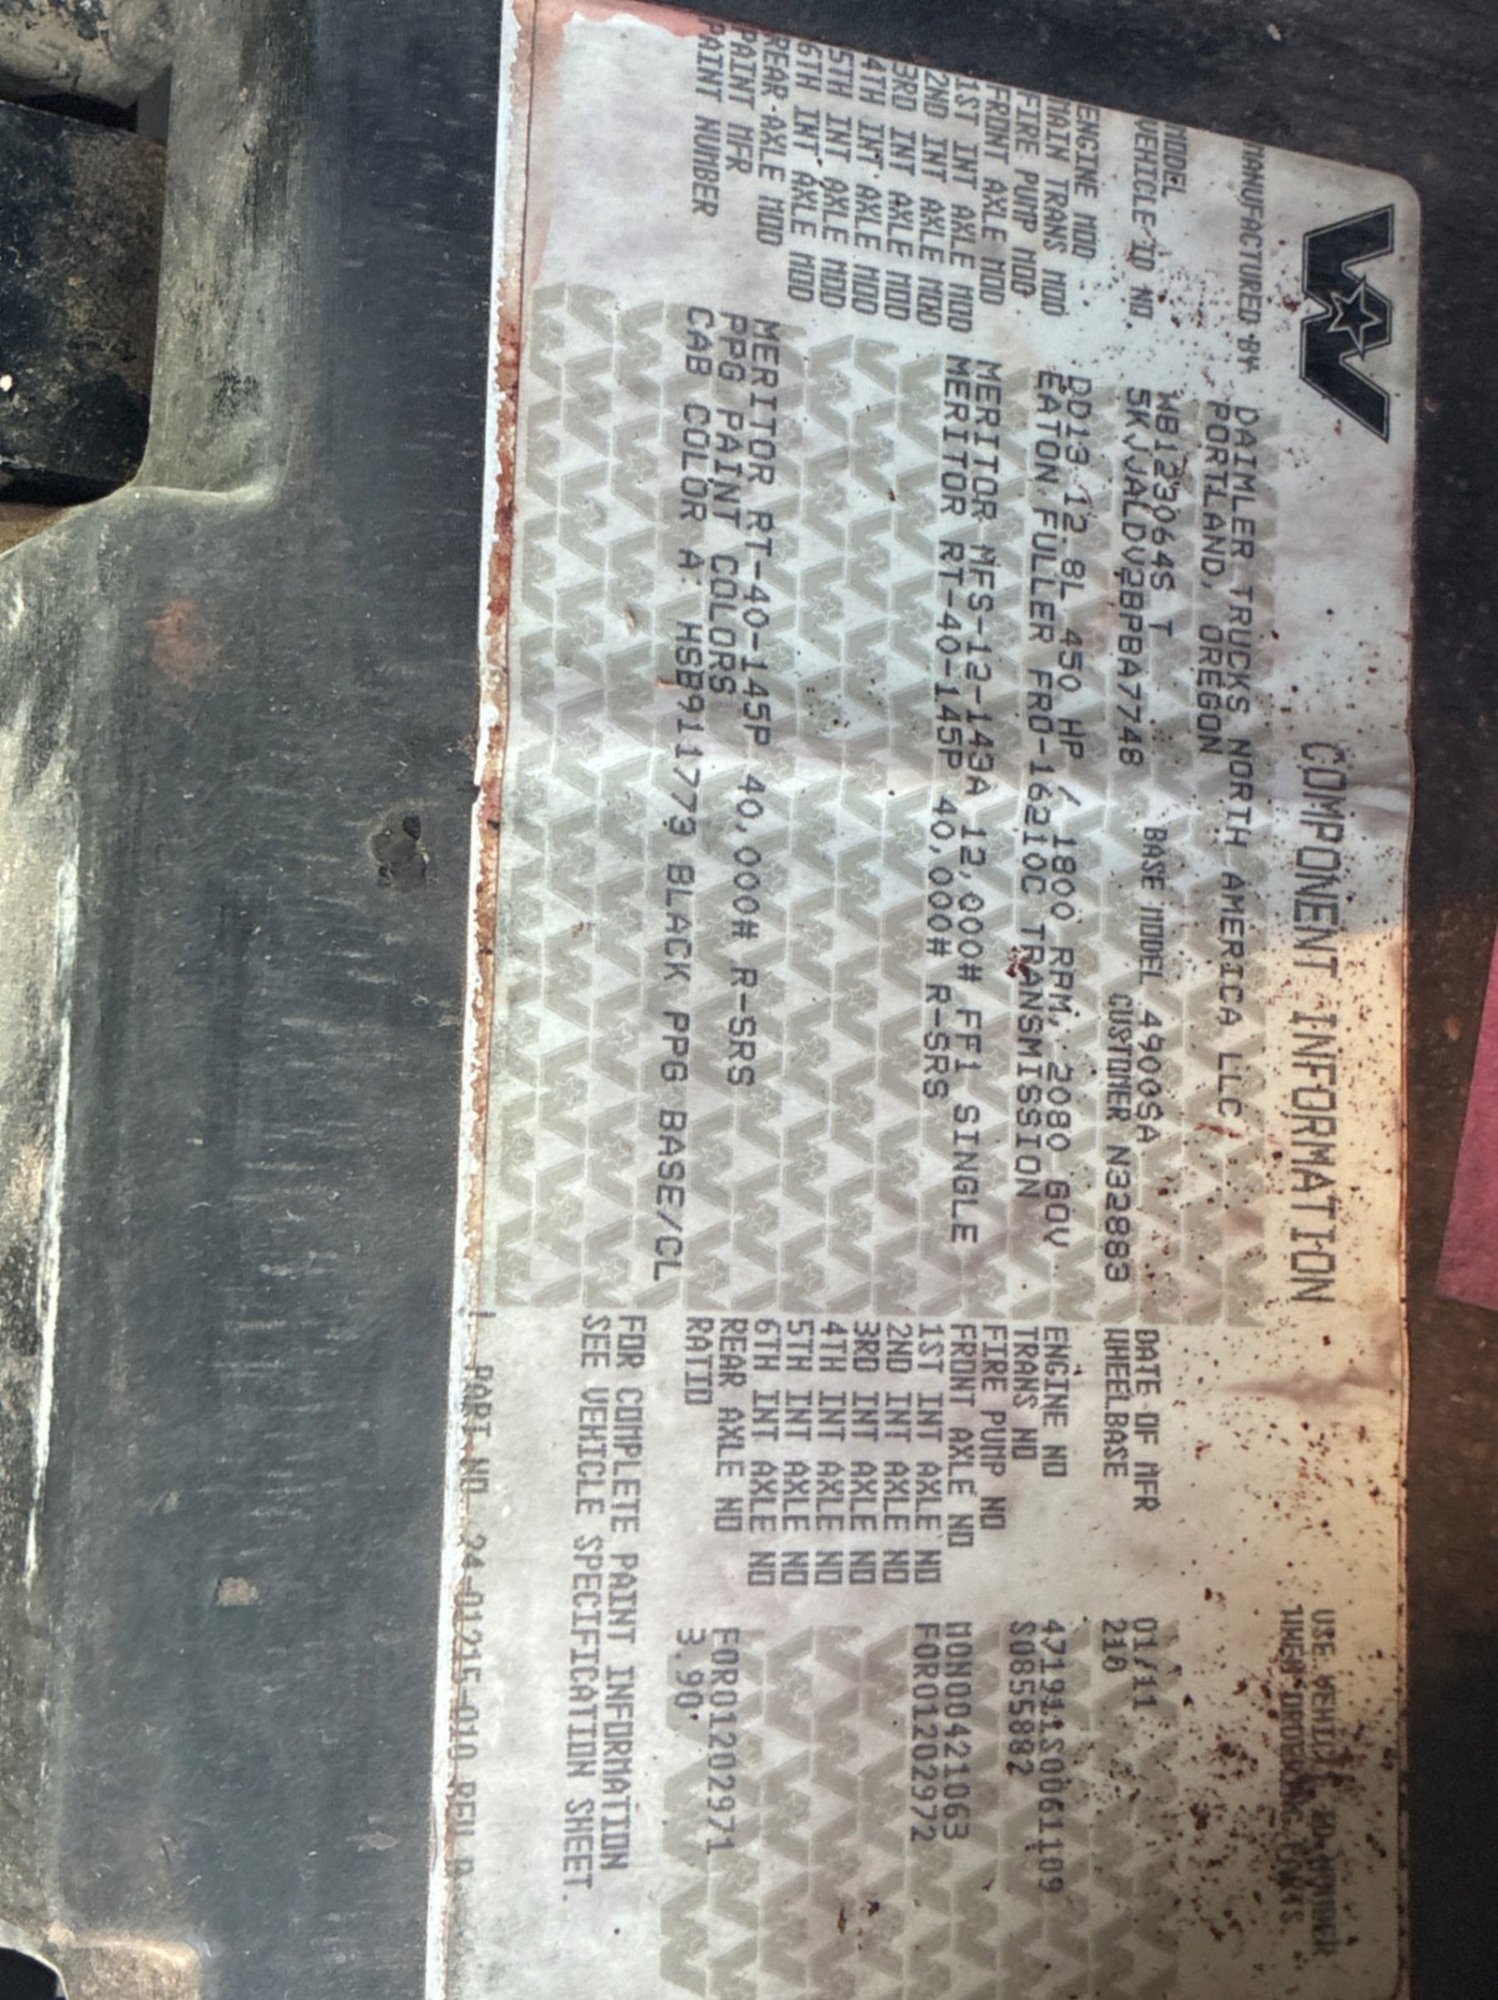 COMPONENT INFORMATION
USE VEHICLE ID NUMBER
WHEN ORDERING PARTS
MANUFACTURED BY DAIMLER TRUCKS NORTH AMERICA LLC
PORTLAND, OREGON
MODEL WB123064S T BASE MODEL 4900SA DATE OF MFR 01/11
VEHICLE ID NO. 5KJJALDV2BPBA7748 CUSTOMER N32883 WHEELBASE 210
ENGINE MOD DD13 12.8L 450 HP / 1800 RPM, 2080 GOV ENGINE NO 471911S0061109
MAIN TRANS MOD EATON FULLER FRO-16210C TRANSMISSION TRANS NO S0855882
FIRE PUMP MOD FIRE PUMP NO
FRONT AXLE MOD MERITOR MFS-12-143A 12,000# FF1 SINGLE FRONT AXLE NO MON00421063
1ST INT AXLE MOD MERITOR RT-40-145P 40,000# R-SRS 1ST INT AXLE NO FOR01202972
2ND INT AXLE MOD 2ND INT AXLE NO
3RD INT AXLE MOD 3RD INT AXLE NO
4TH INT AXLE MOD 4TH INT AXLE NO
5TH INT AXLE MOD 5TH INT AXLE NO
6TH INT AXLE MOD 6TH INT AXLE NO
REAR AXLE MOD MERITOR RT-40-145P 40,000# R-SRS REAR AXLE NO FOR01202971
PAINT MFR PPG PAINT COLORS RATIO 3.90
PAINT NUMBER CAB COLOR A: HSB911773 BLACK PPG BASE/CL
FOR COMPLETE PAINT INFORMATION
SEE VEHICLE SPECIFICATION SHEET.
PART NO. 24-01215-010 REV B